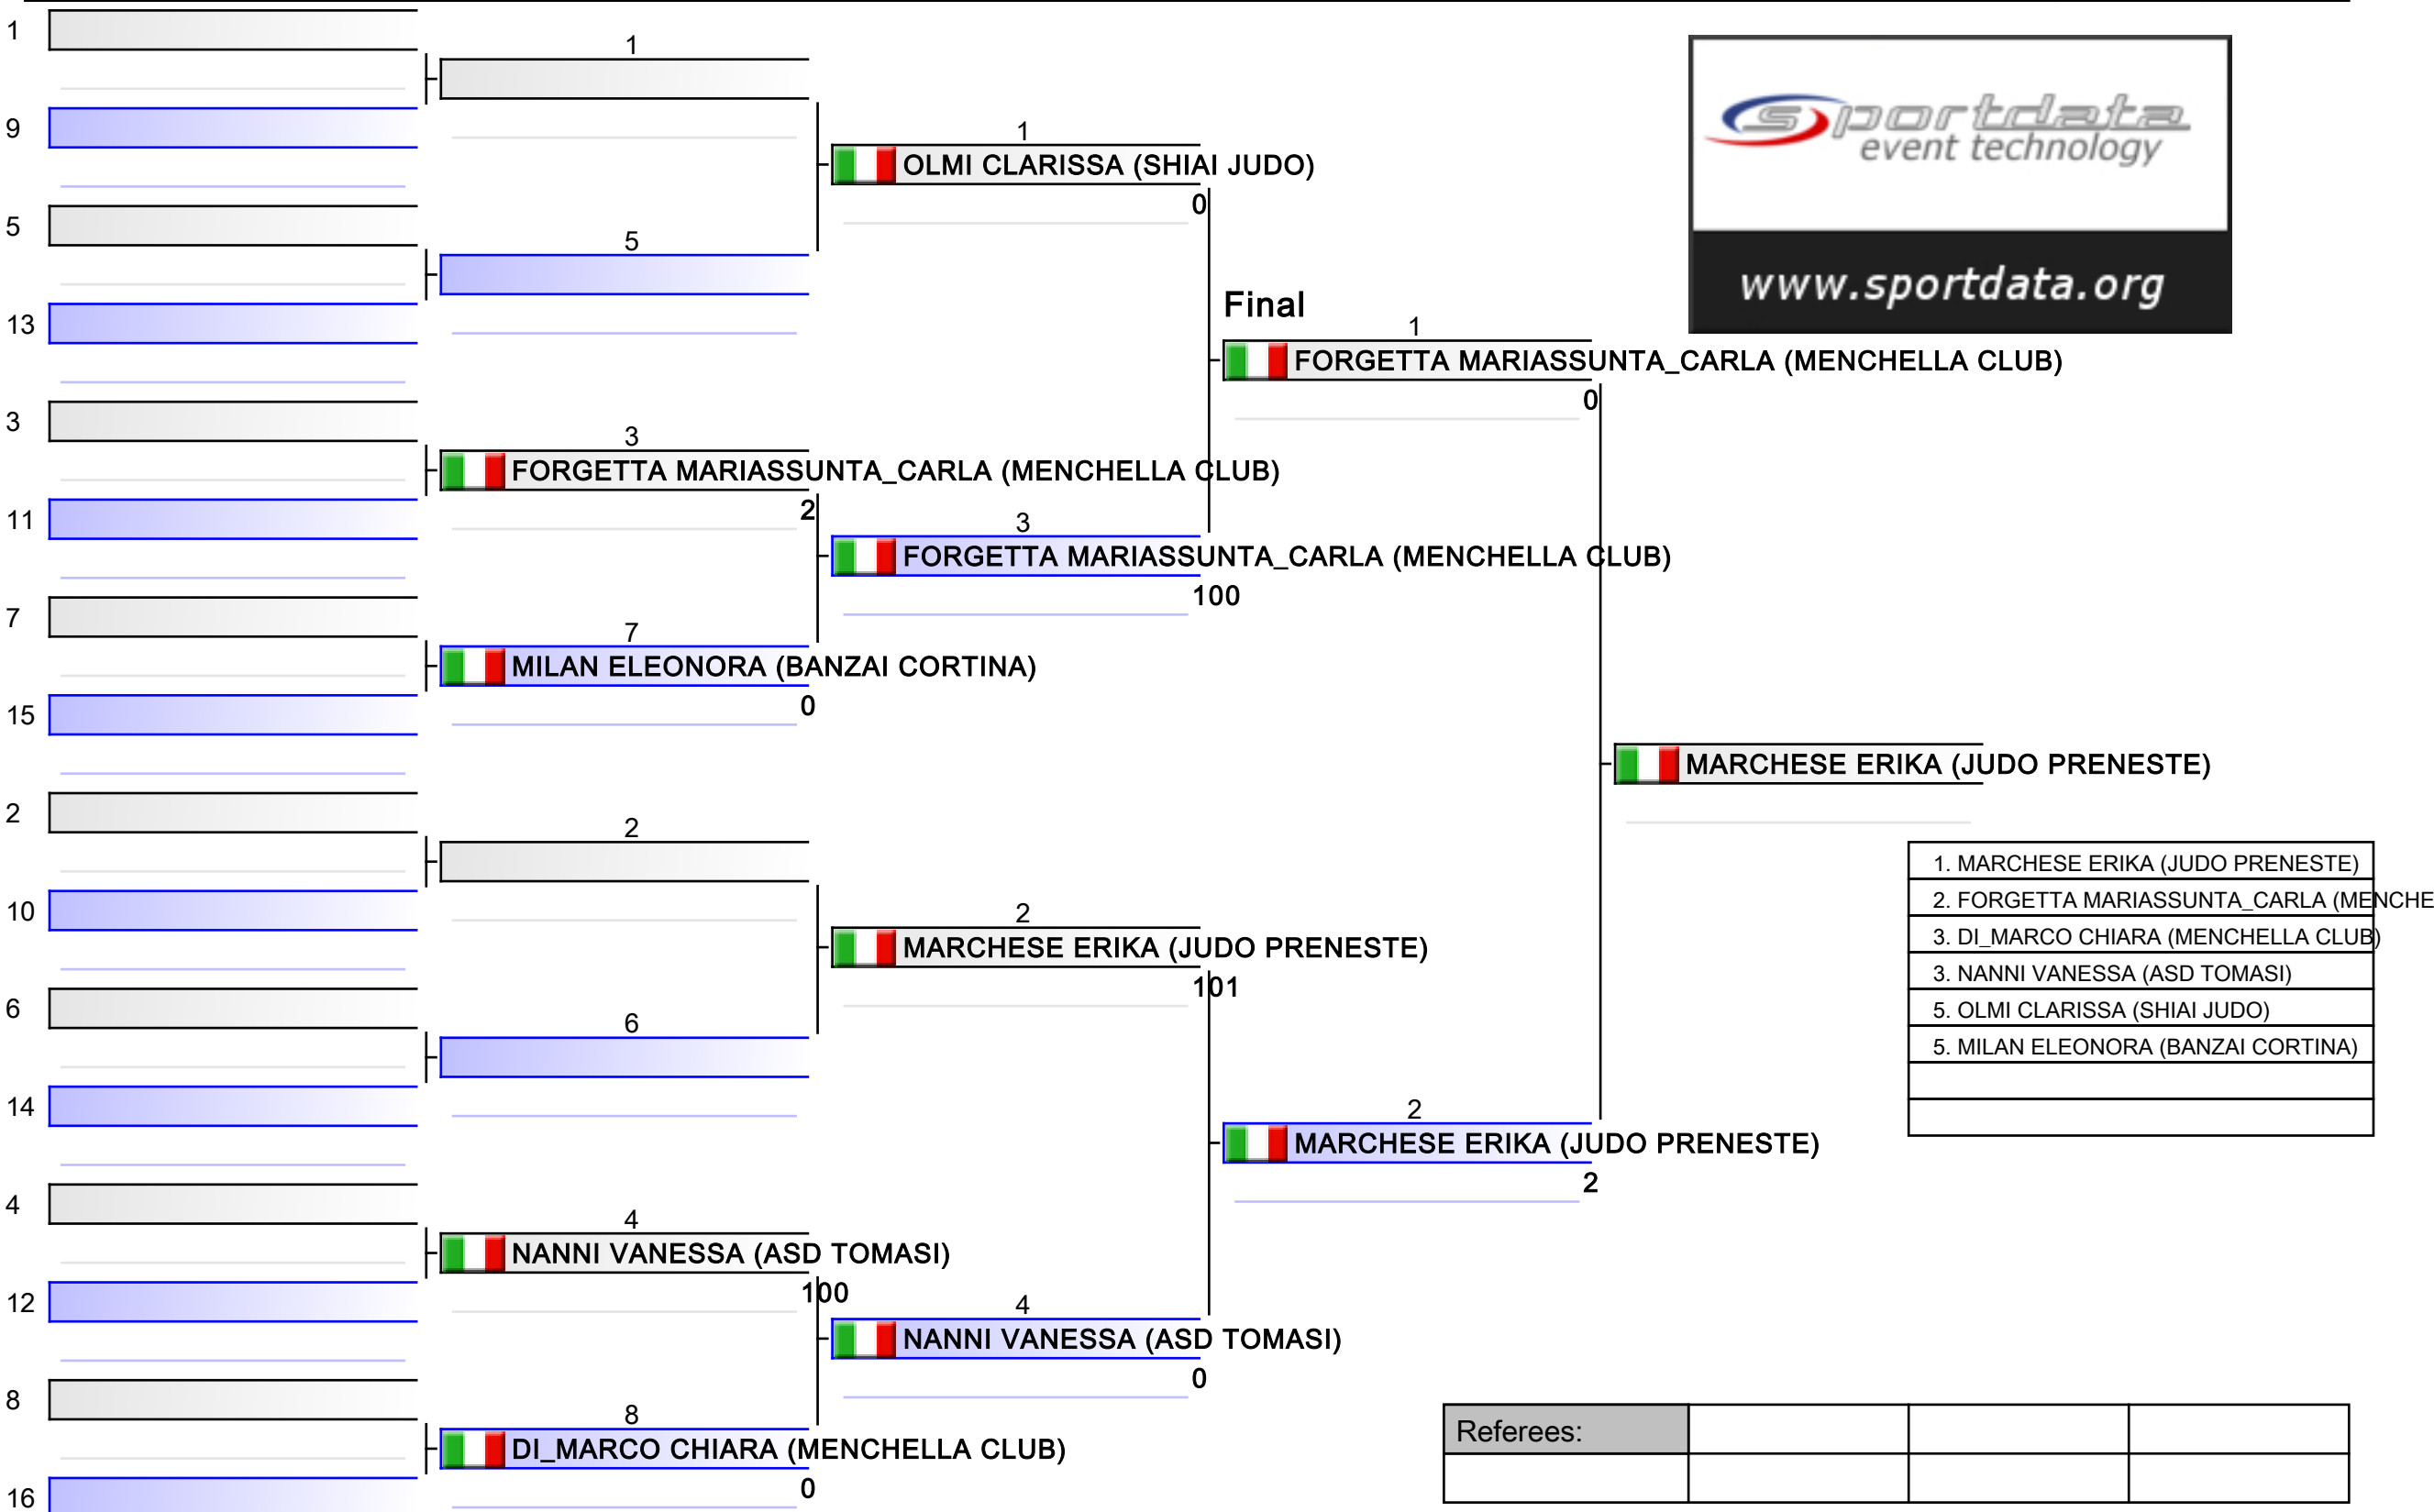 1
1
9
1
OLMI CLARISSA (SHIAI JUDO)
0
sportdata
event technology
www.sportdata.org
5
5
13
Final
1
FORGETTA MARIASSUNTA_CARLA (MENCHELLA CLUB)
0
3
3
FORGETTA MARIASSUNTA_CARLA (MENCHELLA CLUB)
2
11
3
FORGETTA MARIASSUNTA_CARLA (MENCHELLA CLUB)
100
7
7
MILAN ELEONORA (BANZAI CORTINA)
0
15
MARCHESE ERIKA (JUDO PRENESTE)
2
2
10
2
MARCHESE ERIKA (JUDO PRENESTE)
101
1. MARCHESE ERIKA (JUDO PRENESTE)
2. FORGETTA MARIASSUNTA_CARLA (MENCHE
3. DI_MARCO CHIARA (MENCHELLA CLUB)
3. NANNI VANESSA (ASD TOMASI)
5. OLMI CLARISSA (SHIAI JUDO)
5. MILAN ELEONORA (BANZAI CORTINA)
6
6
14
2
MARCHESE ERIKA (JUDO PRENESTE)
2
4
4
NANNI VANESSA (ASD TOMASI)
100
12
4
NANNI VANESSA (ASD TOMASI)
0
8
8
DI_MARCO CHIARA (MENCHELLA CLUB)
0
16
Referees: